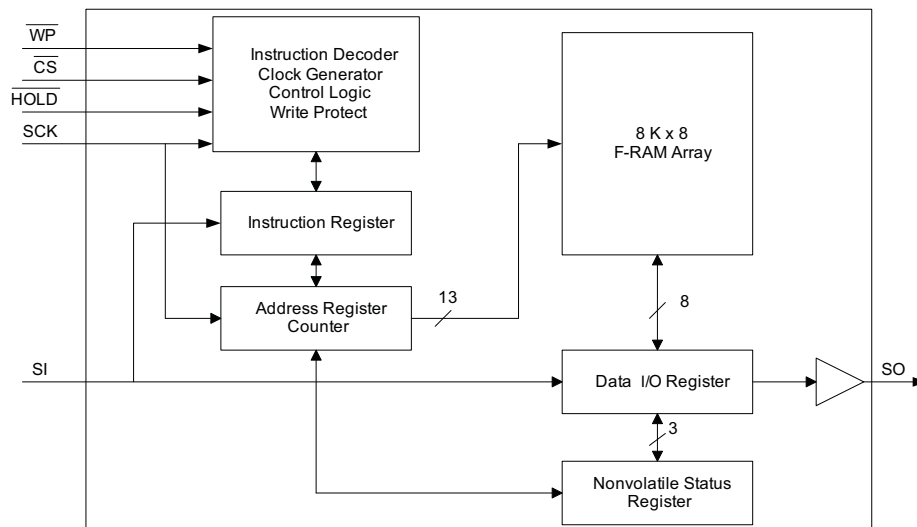 WP
CS
HOLD
SCK
Instruction Decoder
Clock Generator
Control Logic
Write Protect
8 K x 8
F-RAM Array
Instruction Register
Address Register
Counter
13
8
SI
Data I/O Register
SO
3
Nonvolatile Status
Register